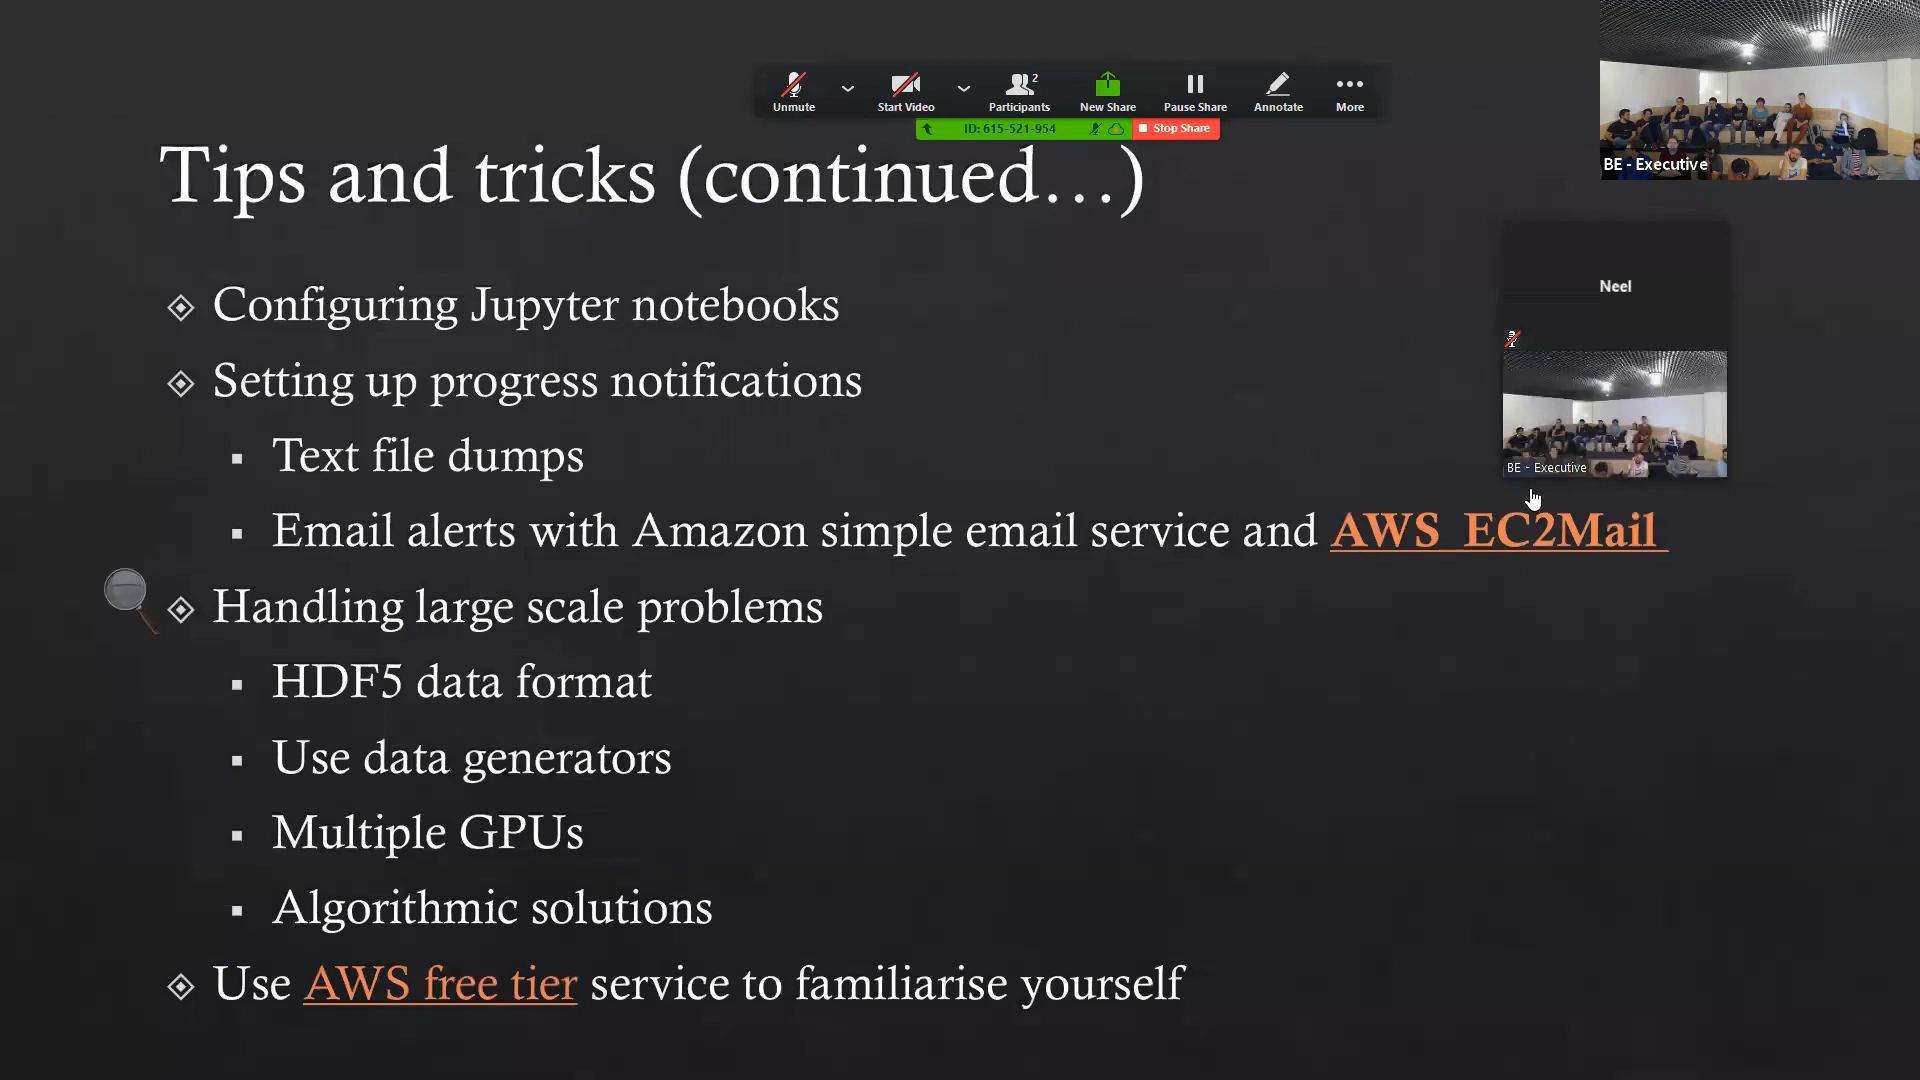 Unmute
Start Video
2
Participants
New Share
Pause Share
Annotate
More
ID: 615-521-954
Stop Share
BE - Executive
Tips and tricks (continued…)
Neel
BE - Executive
Configuring Jupyter notebooks
Setting up progress notifications
Text file dumps
Email alerts with Amazon simple email service and AWS_EC2Mail
Handling large scale problems
HDF5 data format
Use data generators
Multiple GPUs
Algorithmic solutions
Use AWS free tier service to familiarise yourself